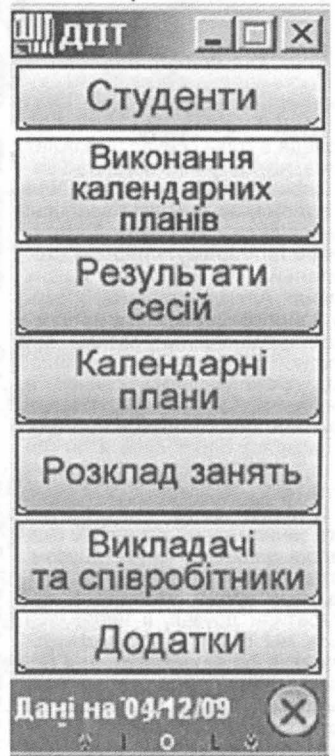 ДІІТ
Студенти
Виконання
календарних
планів
Результати
сесій
Календарні
плани
Розклад занять
Викладачі
та співробітники
Додатки
Дані на 04/12/09